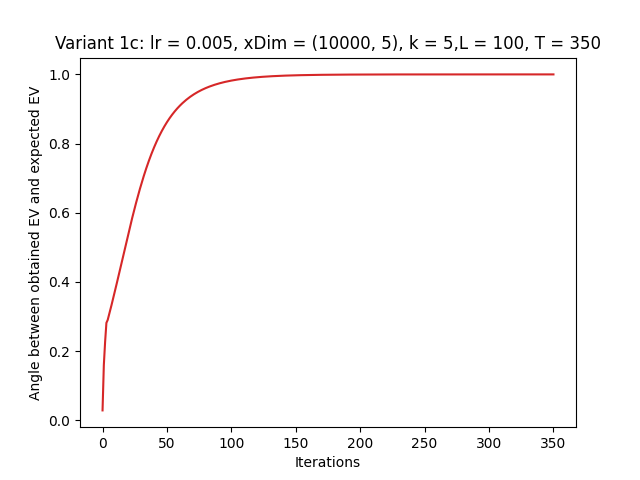 Variant 1c: lr = 0.005, xDim = (10000, 5), k = 5,L = 100, T = 350
Angle between obtained EV and expected EV
1.0
0.8
0.6
0.4
0.2
0.0
0 50 100 150 200 250 300 350
Iterations